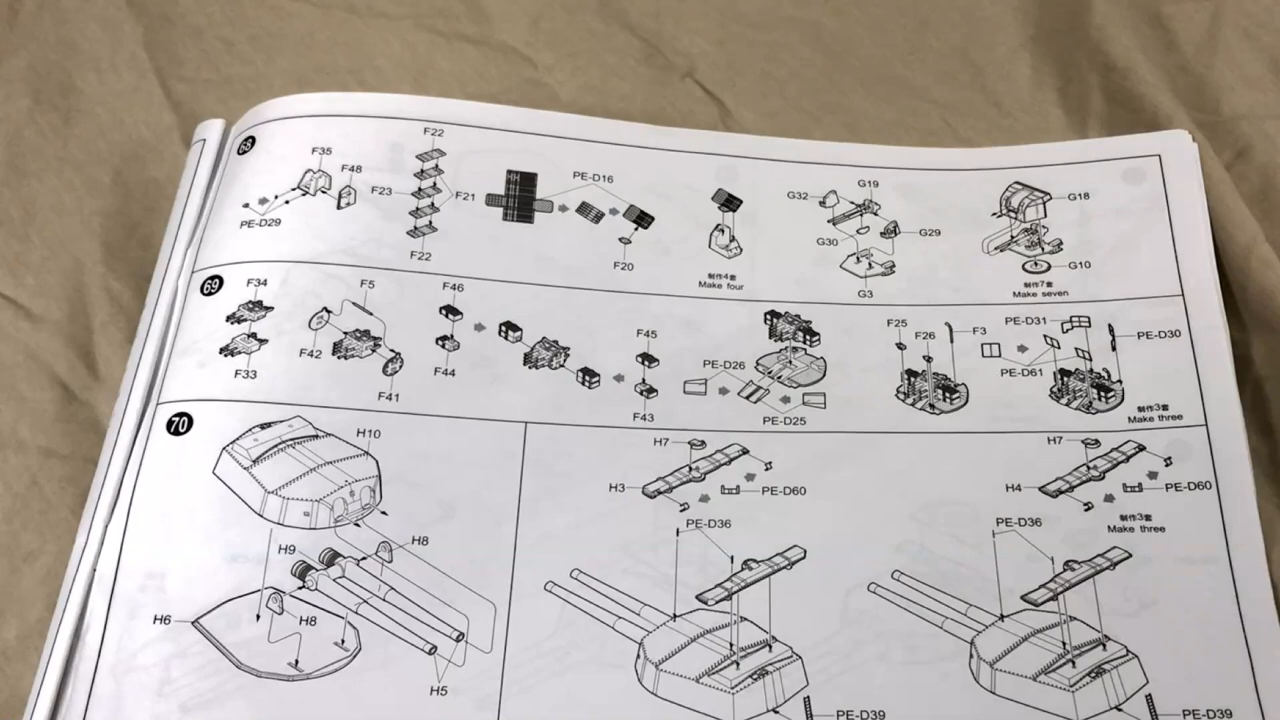 68
F35
F48
PE-D29
F22
F23
F21
F22
PE-D16
F20
制作4套
Make four
G32
G19
G30
G29
G3
G18
G10
制作7套
Make seven
69
F34
F33
F5
F42
F41
F46
F44
F45
F43
PE-D26
PE-D25
F25
F26
F3
PE-D31
PE-D30
PE-D61
制作3套
Make three
70
H10
H9
H8
H6
H8
H5
H7
H3
PE-D60
PE-D36
PE-D39
H7
H4
PE-D60
制作3套
Make three
PE-D36
PE-D39